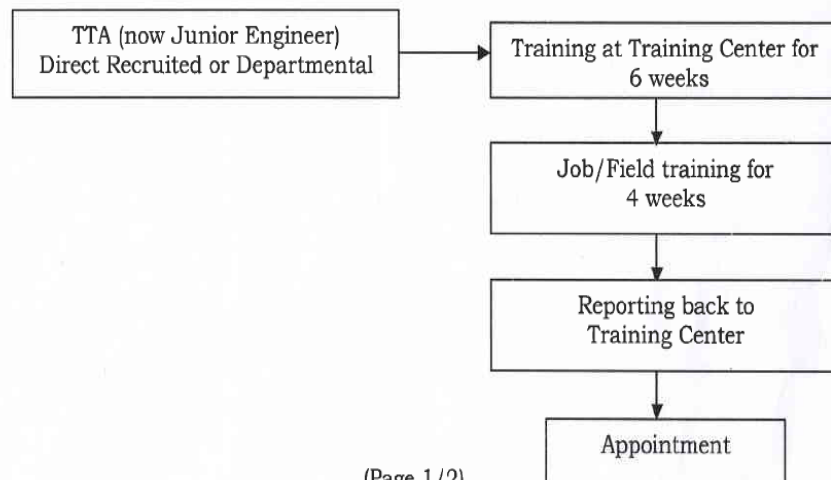 TTA (now Junior Engineer)
Direct Recruited or Departmental
Training at Training Center for
6 weeks
Job/Field training for
4 weeks
Reporting back to
Training Center
Appointment
(Page 1/2)